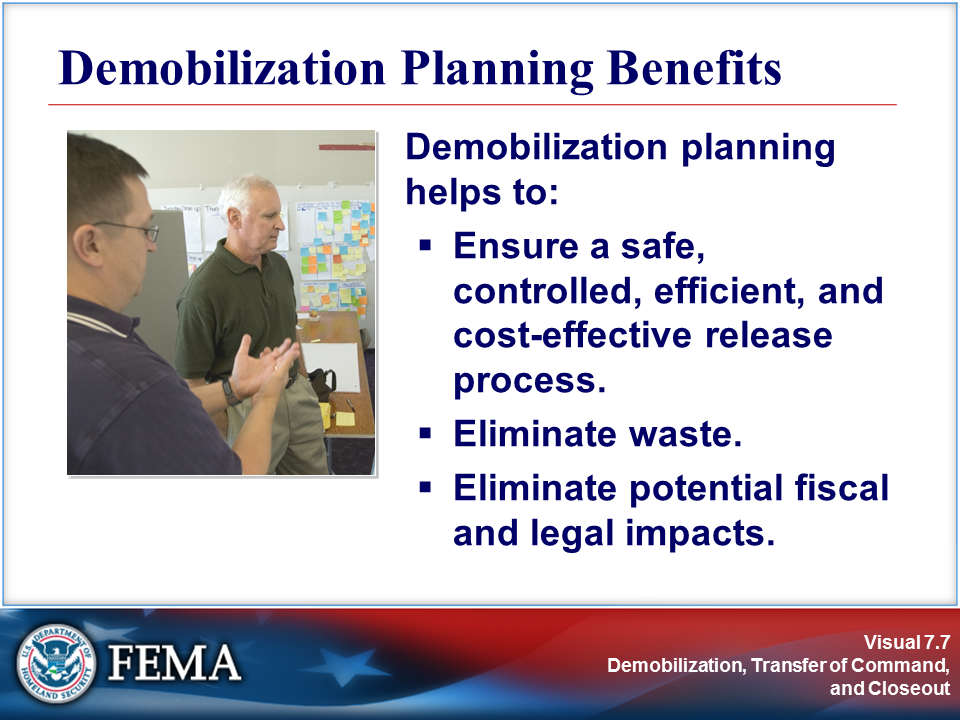 Demobilization Planning Benefits
Demobilization planning
helps to:
▪ Ensure a safe,
controlled, efficient, and
cost-effective release
process.
▪ Eliminate waste.
▪ Eliminate potential fiscal
and legal impacts.
U.S. DEPARTMENT OF
HOMELAND SECURITY
FEMA
Visual 7.7
Demobilization, Transfer of Command,
and Closeout